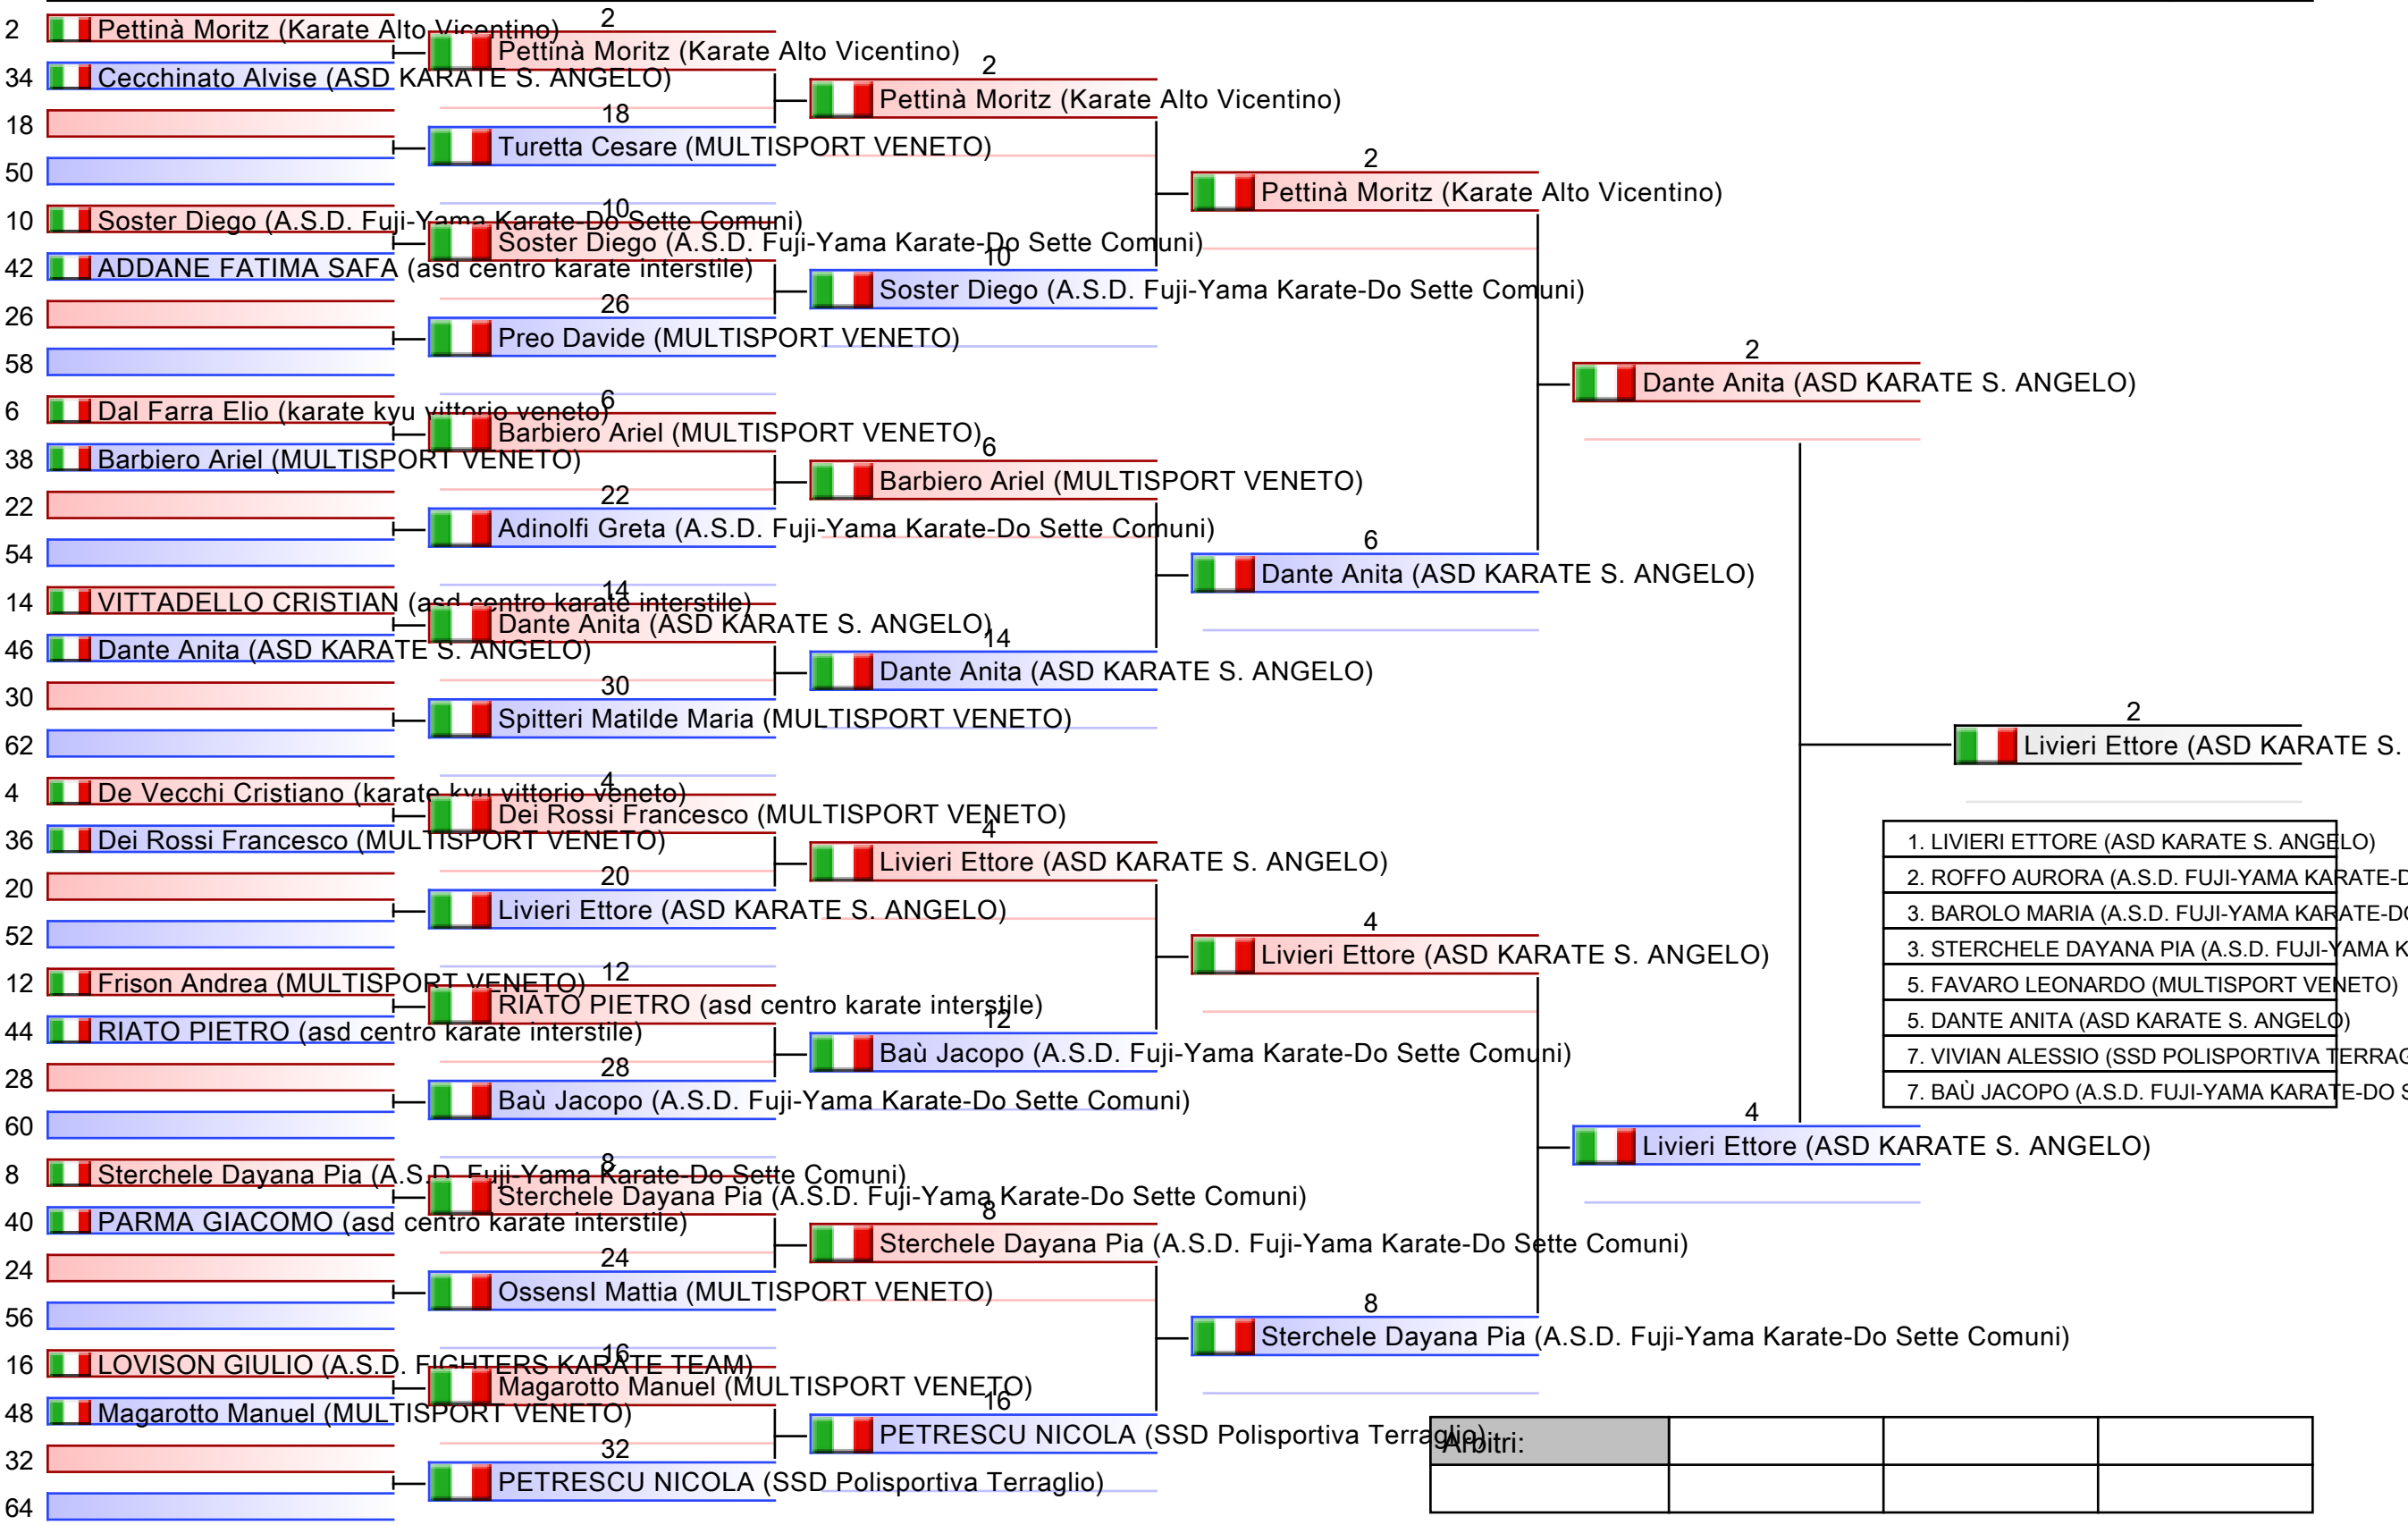 2 Pettinà Moritz (Karate Alto Vicentino)
34 Cecchinato Alvise (ASD KARATE S. ANGELO)
18
50
10 Soster Diego (A.S.D. Fuji-Yama Karate-Do Sette Comuni)
42 ADDANE FATIMA SAFA (asd centro karate interstile)
26
58
6 Dal Farra Elio (karate kyu vittorio veneto)
38 Barbiero Ariel (MULTISPORT VENETO)
22
54
14 VITTADELLO CRISTIAN (asd centro karate interstile)
46 Dante Anita (ASD KARATE S. ANGELO)
30
62
4 De Vecchi Cristiano (karate kyu vittorio veneto)
36 Dei Rossi Francesco (MULTISPORT VENETO)
20
52
12 Frison Andrea (MULTISPORT VENETO)
44 RIATO PIETRO (asd centro karate interstile)
28
60
8 Sterchele Dayana Pia (A.S.D. Fuji-Yama Karate-Do Sette Comuni)
40 PARMA GIACOMO (asd centro karate interstile)
24
56
16 LOVISON GIULIO (A.S.D. FIGHTERS KARATE TEAM)
48 Magarotto Manuel (MULTISPORT VENETO)
32
64
2
Pettinà Moritz (Karate Alto Vicentino)
18
Turetta Cesare (MULTISPORT VENETO)
10
Soster Diego (A.S.D. Fuji-Yama Karate-Do Sette Comuni)
26
Preo Davide (MULTISPORT VENETO)
6
Barbiero Ariel (MULTISPORT VENETO)
22
Adinolfi Greta (A.S.D. Fuji-Yama Karate-Do Sette Comuni)
14
Dante Anita (ASD KARATE S. ANGELO)
30
Spitteri Matilde Maria (MULTISPORT VENETO)
4
Dei Rossi Francesco (MULTISPORT VENETO)
20
Livieri Ettore (ASD KARATE S. ANGELO)
12
RIATO PIETRO (asd centro karate interstile)
28
Baù Jacopo (A.S.D. Fuji-Yama Karate-Do Sette Comuni)
8
Sterchele Dayana Pia (A.S.D. Fuji-Yama Karate-Do Sette Comuni)
24
OssensI Mattia (MULTISPORT VENETO)
16
Magarotto Manuel (MULTISPORT VENETO)
32
PETRESCU NICOLA (SSD Polisportiva Terraglio)
2
Pettinà Moritz (Karate Alto Vicentino)
10
Soster Diego (A.S.D. Fuji-Yama Karate-Do Sette Comuni)
6
Barbiero Ariel (MULTISPORT VENETO)
14
Dante Anita (ASD KARATE S. ANGELO)
4
Livieri Ettore (ASD KARATE S. ANGELO)
12
Baù Jacopo (A.S.D. Fuji-Yama Karate-Do Sette Comuni)
8
Sterchele Dayana Pia (A.S.D. Fuji-Yama Karate-Do Sette Comuni)
16
PETRESCU NICOLA (SSD Polisportiva Terraglio)
2
Pettinà Moritz (Karate Alto Vicentino)
6
Dante Anita (ASD KARATE S. ANGELO)
4
Livieri Ettore (ASD KARATE S. ANGELO)
8
Sterchele Dayana Pia (A.S.D. Fuji-Yama Karate-Do Sette Comuni)
2
Dante Anita (ASD KARATE S. ANGELO)
4
Livieri Ettore (ASD KARATE S. ANGELO)
2
Livieri Ettore (ASD KARATE S.
1. LIVIERI ETTORE (ASD KARATE S. ANGELO)
2. ROFFO AURORA (A.S.D. FUJI-YAMA KARATE-D
3. BAROLO MARIA (A.S.D. FUJI-YAMA KARATE-DO
3. STERCHELE DAYANA PIA (A.S.D. FUJI-YAMA K
5. FAVARO LEONARDO (MULTISPORT VENETO)
5. DANTE ANITA (ASD KARATE S. ANGELO)
7. VIVIAN ALESSIO (SSD POLISPORTIVA TERRAG
7. BAÙ JACOPO (A.S.D. FUJI-YAMA KARATE-DO S
Arbitri: